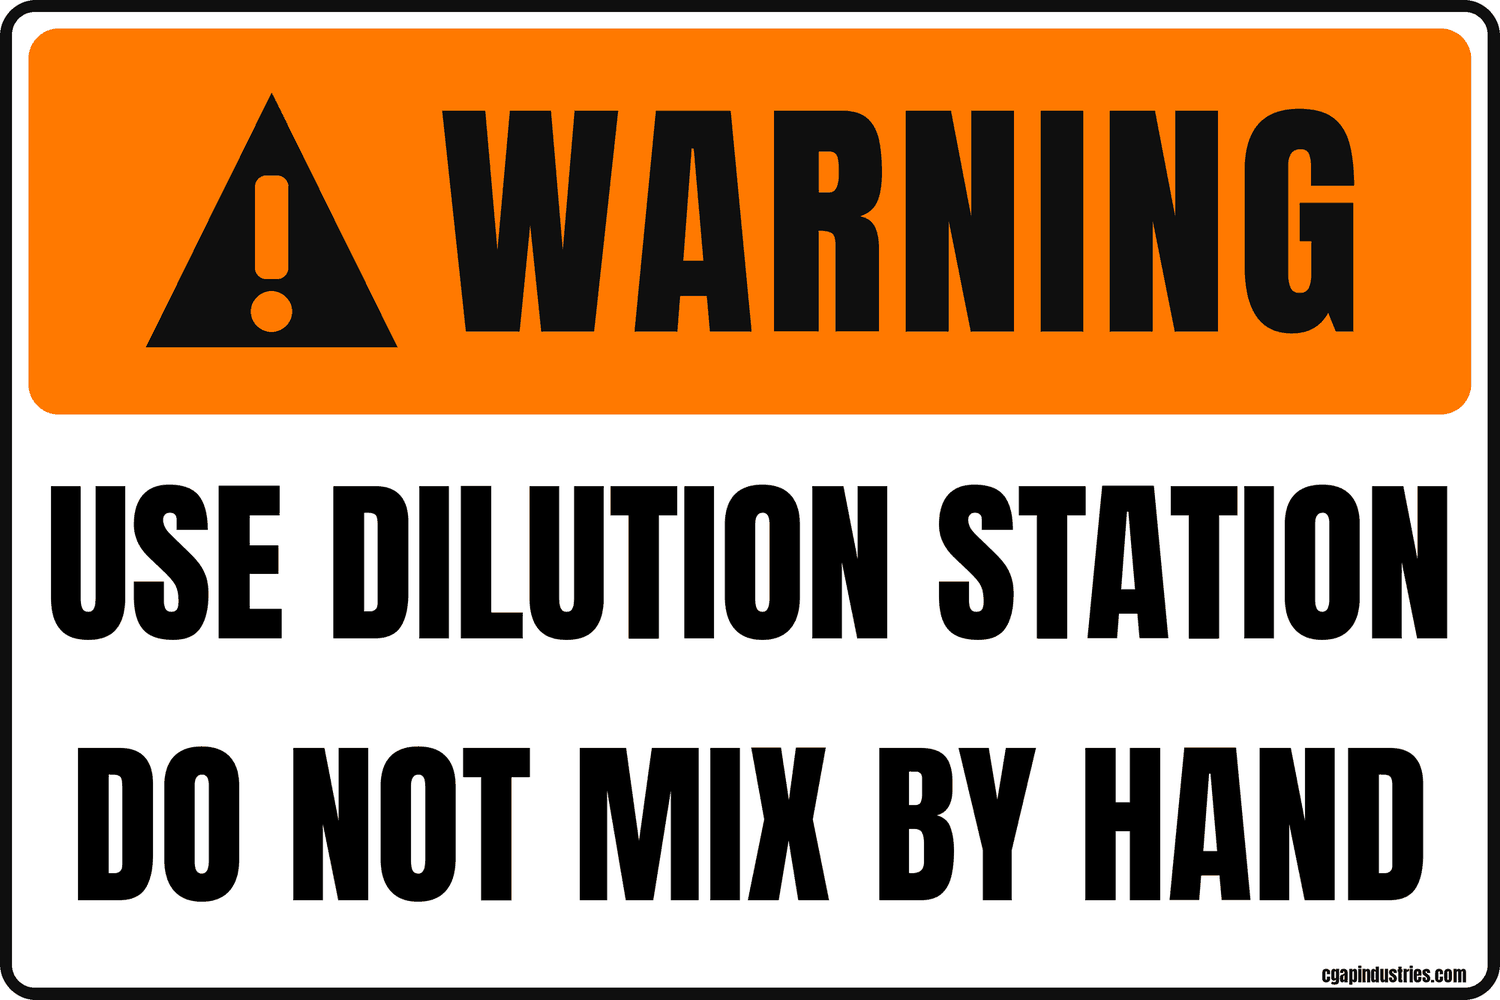 WARNING
USE DILUTION STATION
DO NOT MIX BY HAND
cgapindustries.com